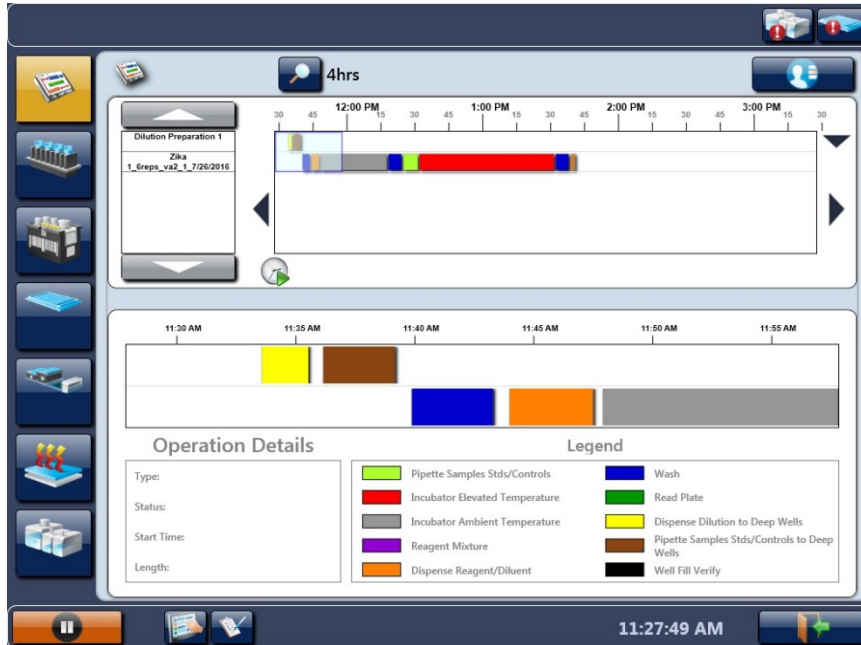 4hrs
30 45 12:00 PM 15 30 45 1:00 PM 15 30 45 2:00 PM 15 30 45 3:00 PM 15 30
Dilution Preparation 1
Zika
1_6reps_va2_1_7/26/2016
11:30 AM 11:35 AM 11:40 AM 11:45 AM 11:50 AM 11:55 AM
Operation Details
Type:
Status:
Start Time:
Length:
Legend
Pipette Samples Stds/Controls
Incubator Elevated Temperature
Incubator Ambient Temperature
Reagent Mixture
Dispense Reagent/Diluent
Wash
Read Plate
Dispense Dilution to Deep Wells
Pipette Samples Stds/Controls to Deep
Wells
Well Fill Verify
11:27:49 AM